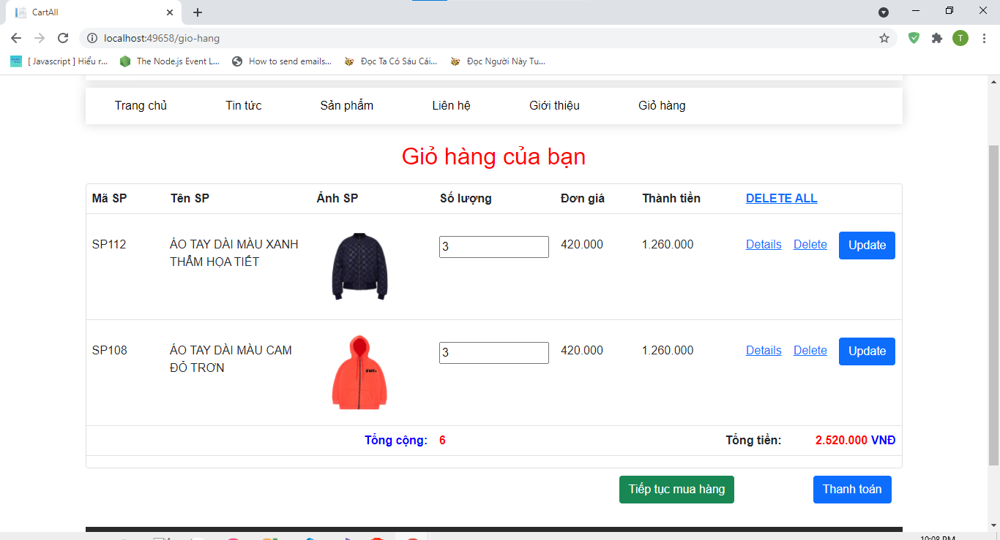 CartAll
localhost:49658/gio-hang
T
[ Javascript ] Hiểu r...
The Node.js Event L...
How to send emails...
Đọc Ta Có Sáu Cái...
Đọc Người Này Tu...
Trang chủ
Tin tức
Sản phẩm
Liên hệ
Giới thiệu
Giỏ hàng
Giỏ hàng của bạn
Mã SP
Tên SP
Ảnh SP
Số lượng
Đơn giá
Thành tiền
DELETE ALL
SP112
ÁO TAY DÀI MÀU XANH
THẪM HỌA TIẾT
3
420.000
1.260.000
Details
Delete
Update
SP108
ÁO TAY DÀI MÀU CAM
ĐỎ TRƠN
3
420.000
1.260.000
Details
Delete
Update
Tổng cộng:
6
Tổng tiền:
2.520.000 VNĐ
Tiếp tục mua hàng
Thanh toán
10:08 PM